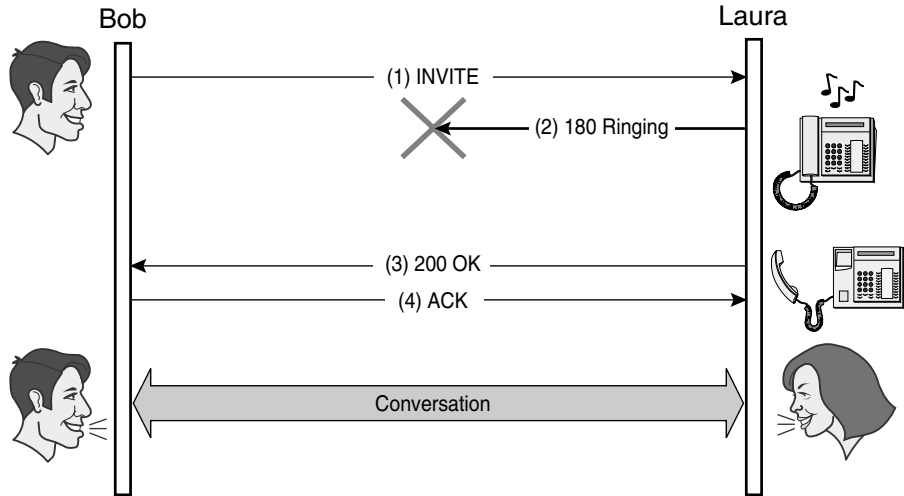 Bob
Laura
(1) INVITE
(2) 180 Ringing
(3) 200 OK
(4) ACK
Conversation